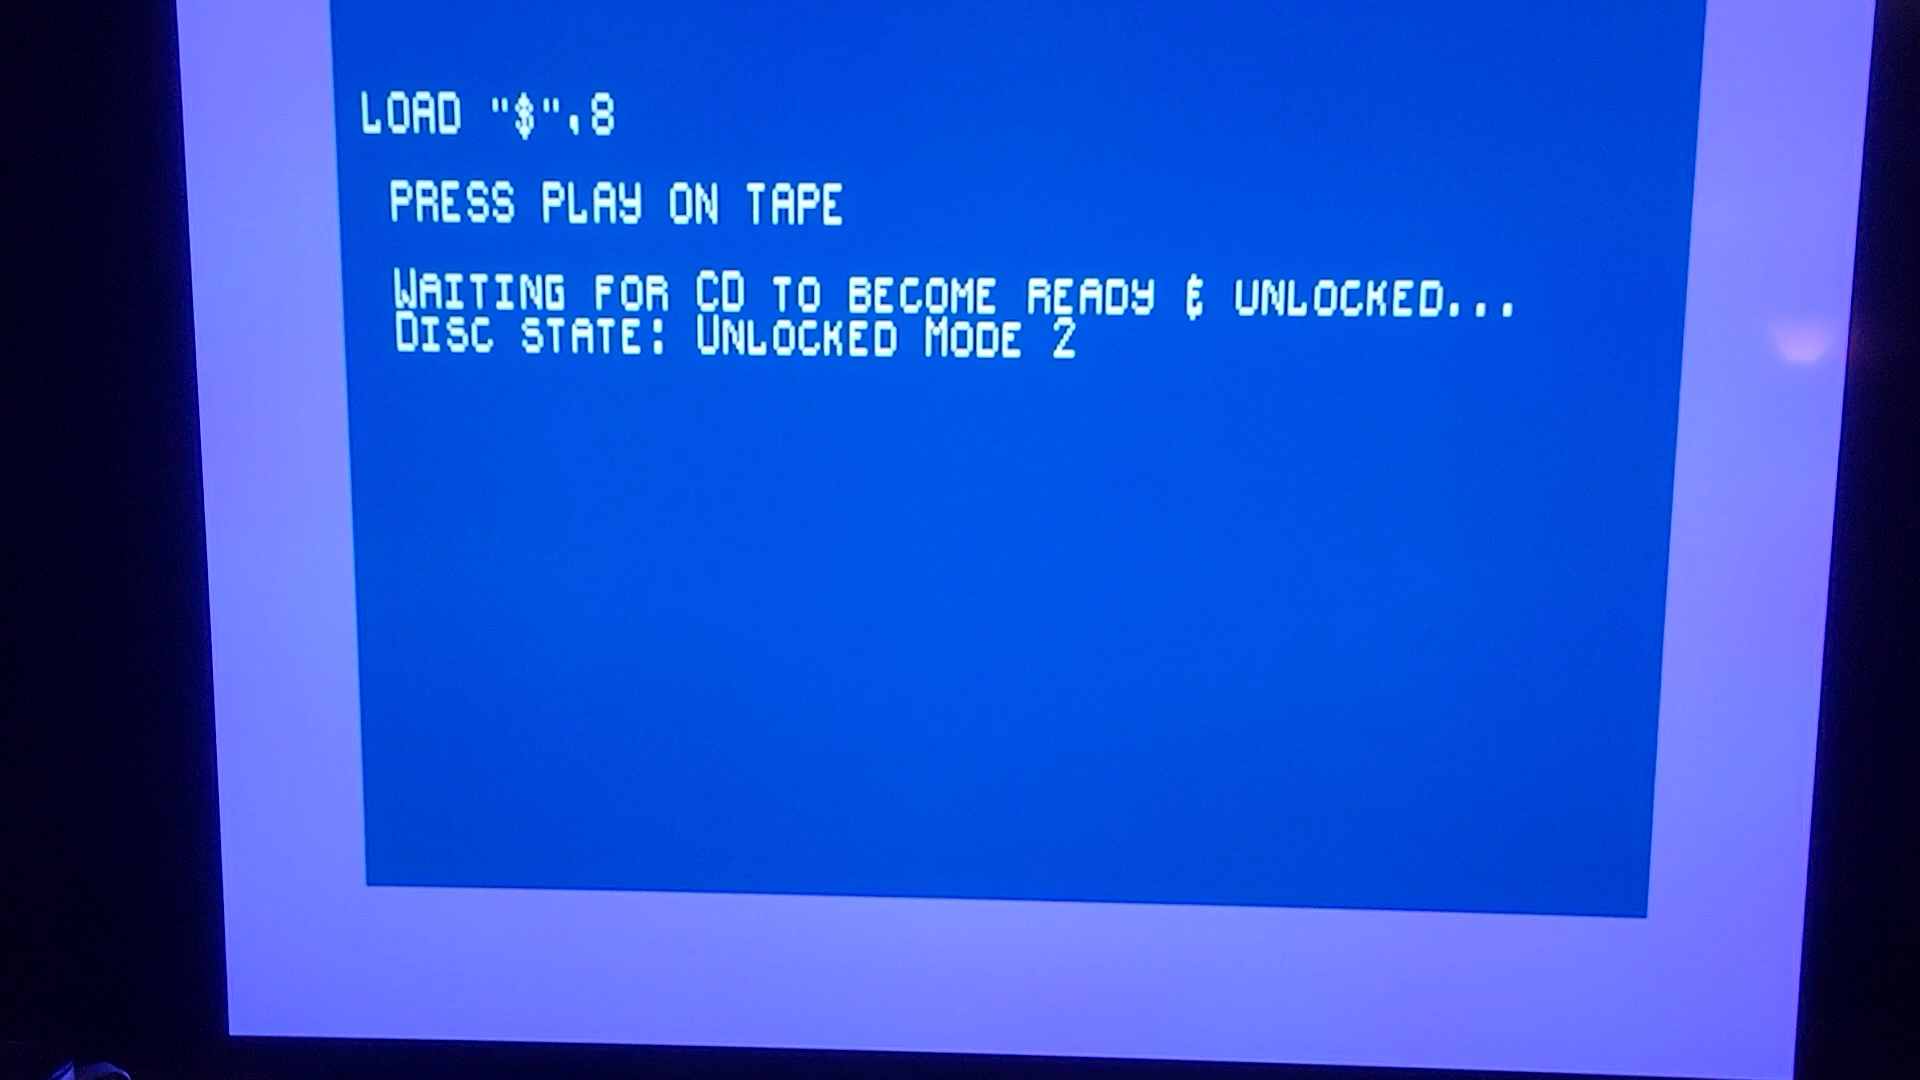 LOAD "$",8
PRESS PLAY ON TAPE
WAITING FOR CD TO BECOME READY & UNLOCKED...
DISC STATE: UNLOCKED MODE 2